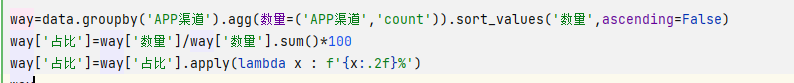 way=data.groupby('APP渠道').agg(数量=('APP渠道','count')).sort_values('数量',ascending=False)
way['占比']=way['数量']/way['数量'].sum()*100
way['占比']=way['占比'].apply(lambda x : f'{x:.2f}%')